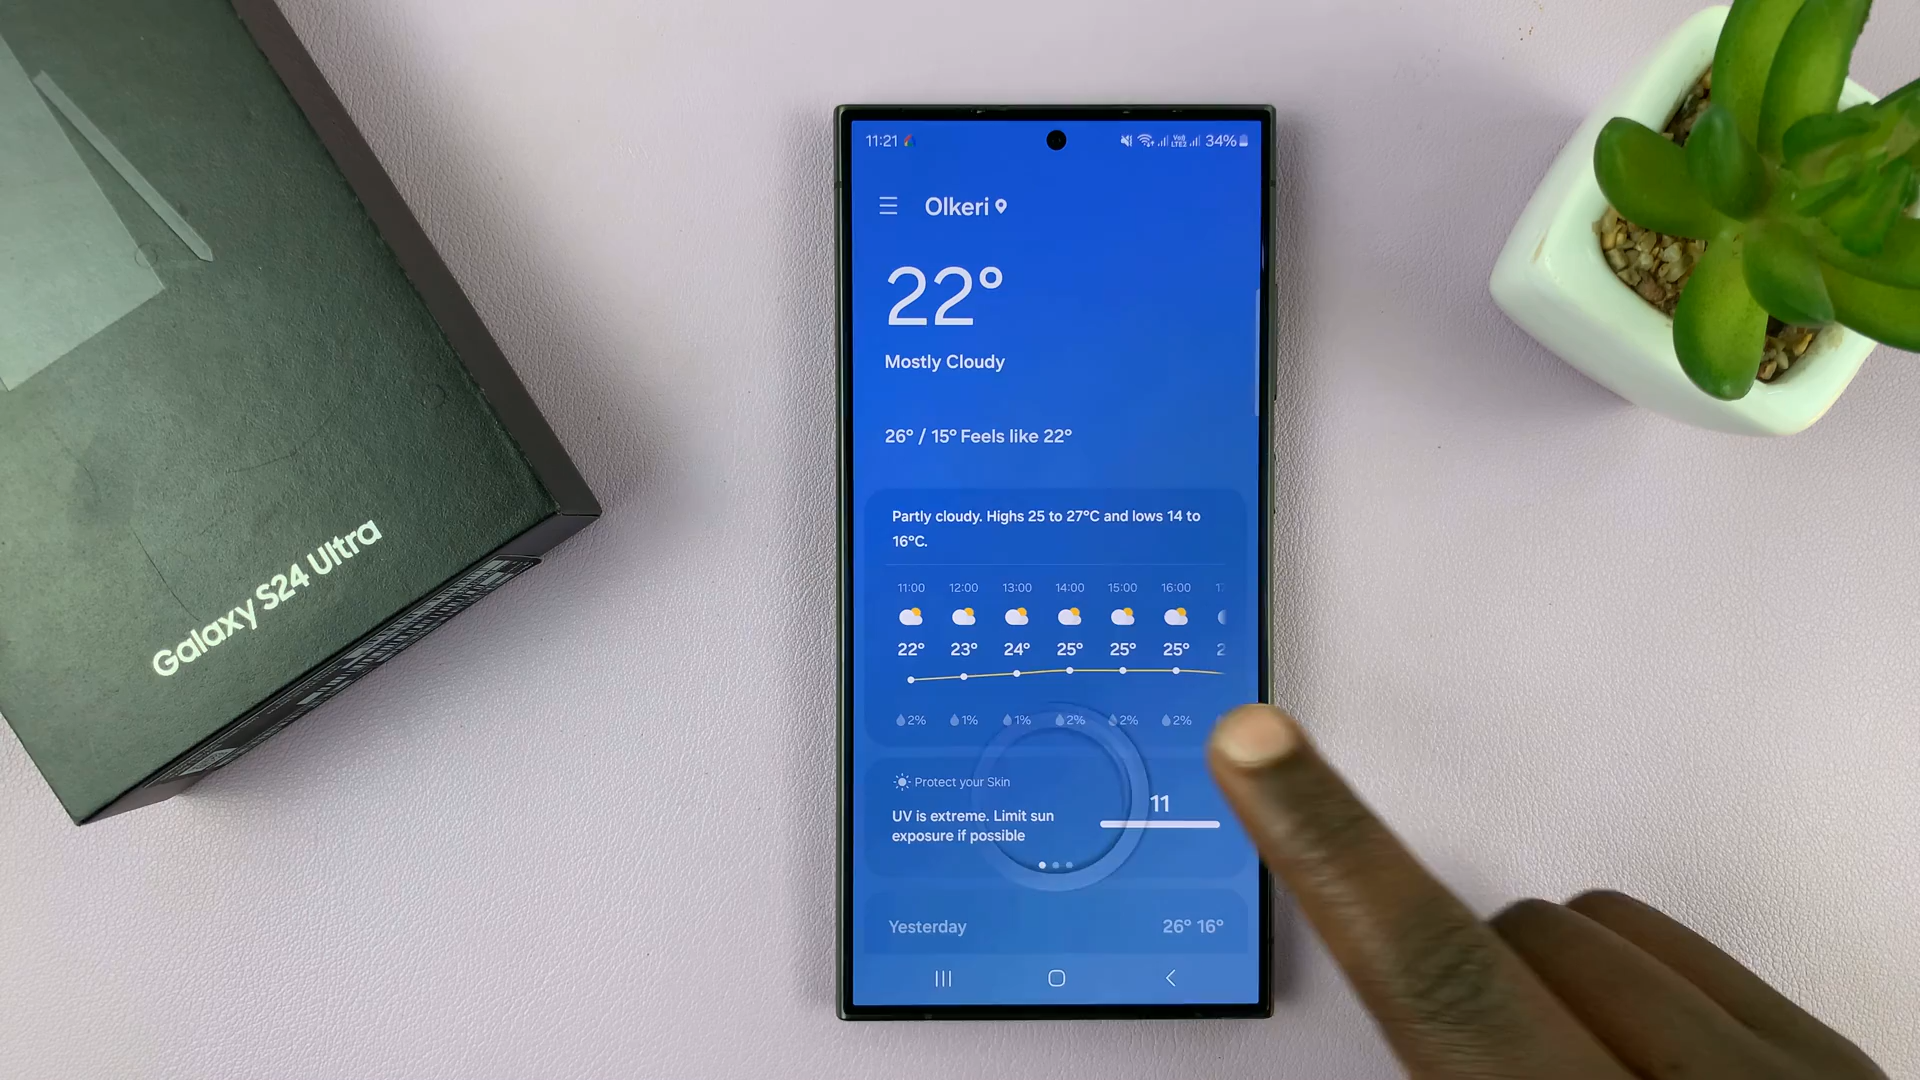 Galaxy S24 Ultra
11:21
34%
Olkeri
22°
Mostly Cloudy
26° / 15° Feels like 22°
Partly cloudy. Highs 25 to 27°C and lows 14 to
16°C.
11:00 12:00 13:00 14:00 15:00 16:00
22° 23° 24° 25° 25° 25°
2% 1% 1% 2% 2% 2%
Protect your Skin
UV is extreme. Limit sun
exposure if possible
11
Yesterday 26° 16°